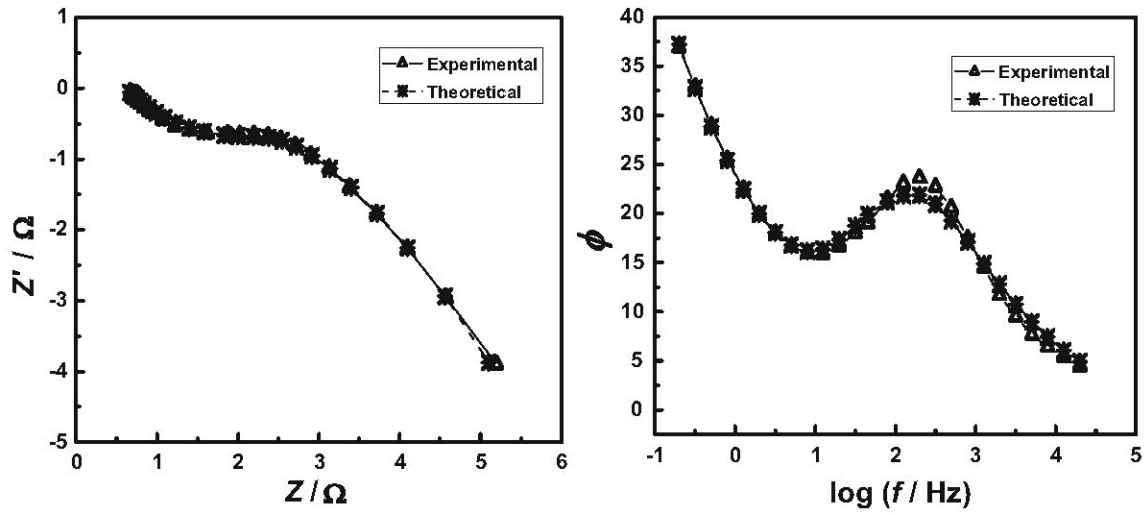 1
0
-1
-2
-3
-4
-5
Z' / Ω
Experimental
Theoretical
0 1 2 3 4 5 6
Z / Ω
40
35
30
25
20
15
10
5
0
ϕ
Experimental
Theoretical
-1 0 1 2 3 4 5
log (f / Hz)